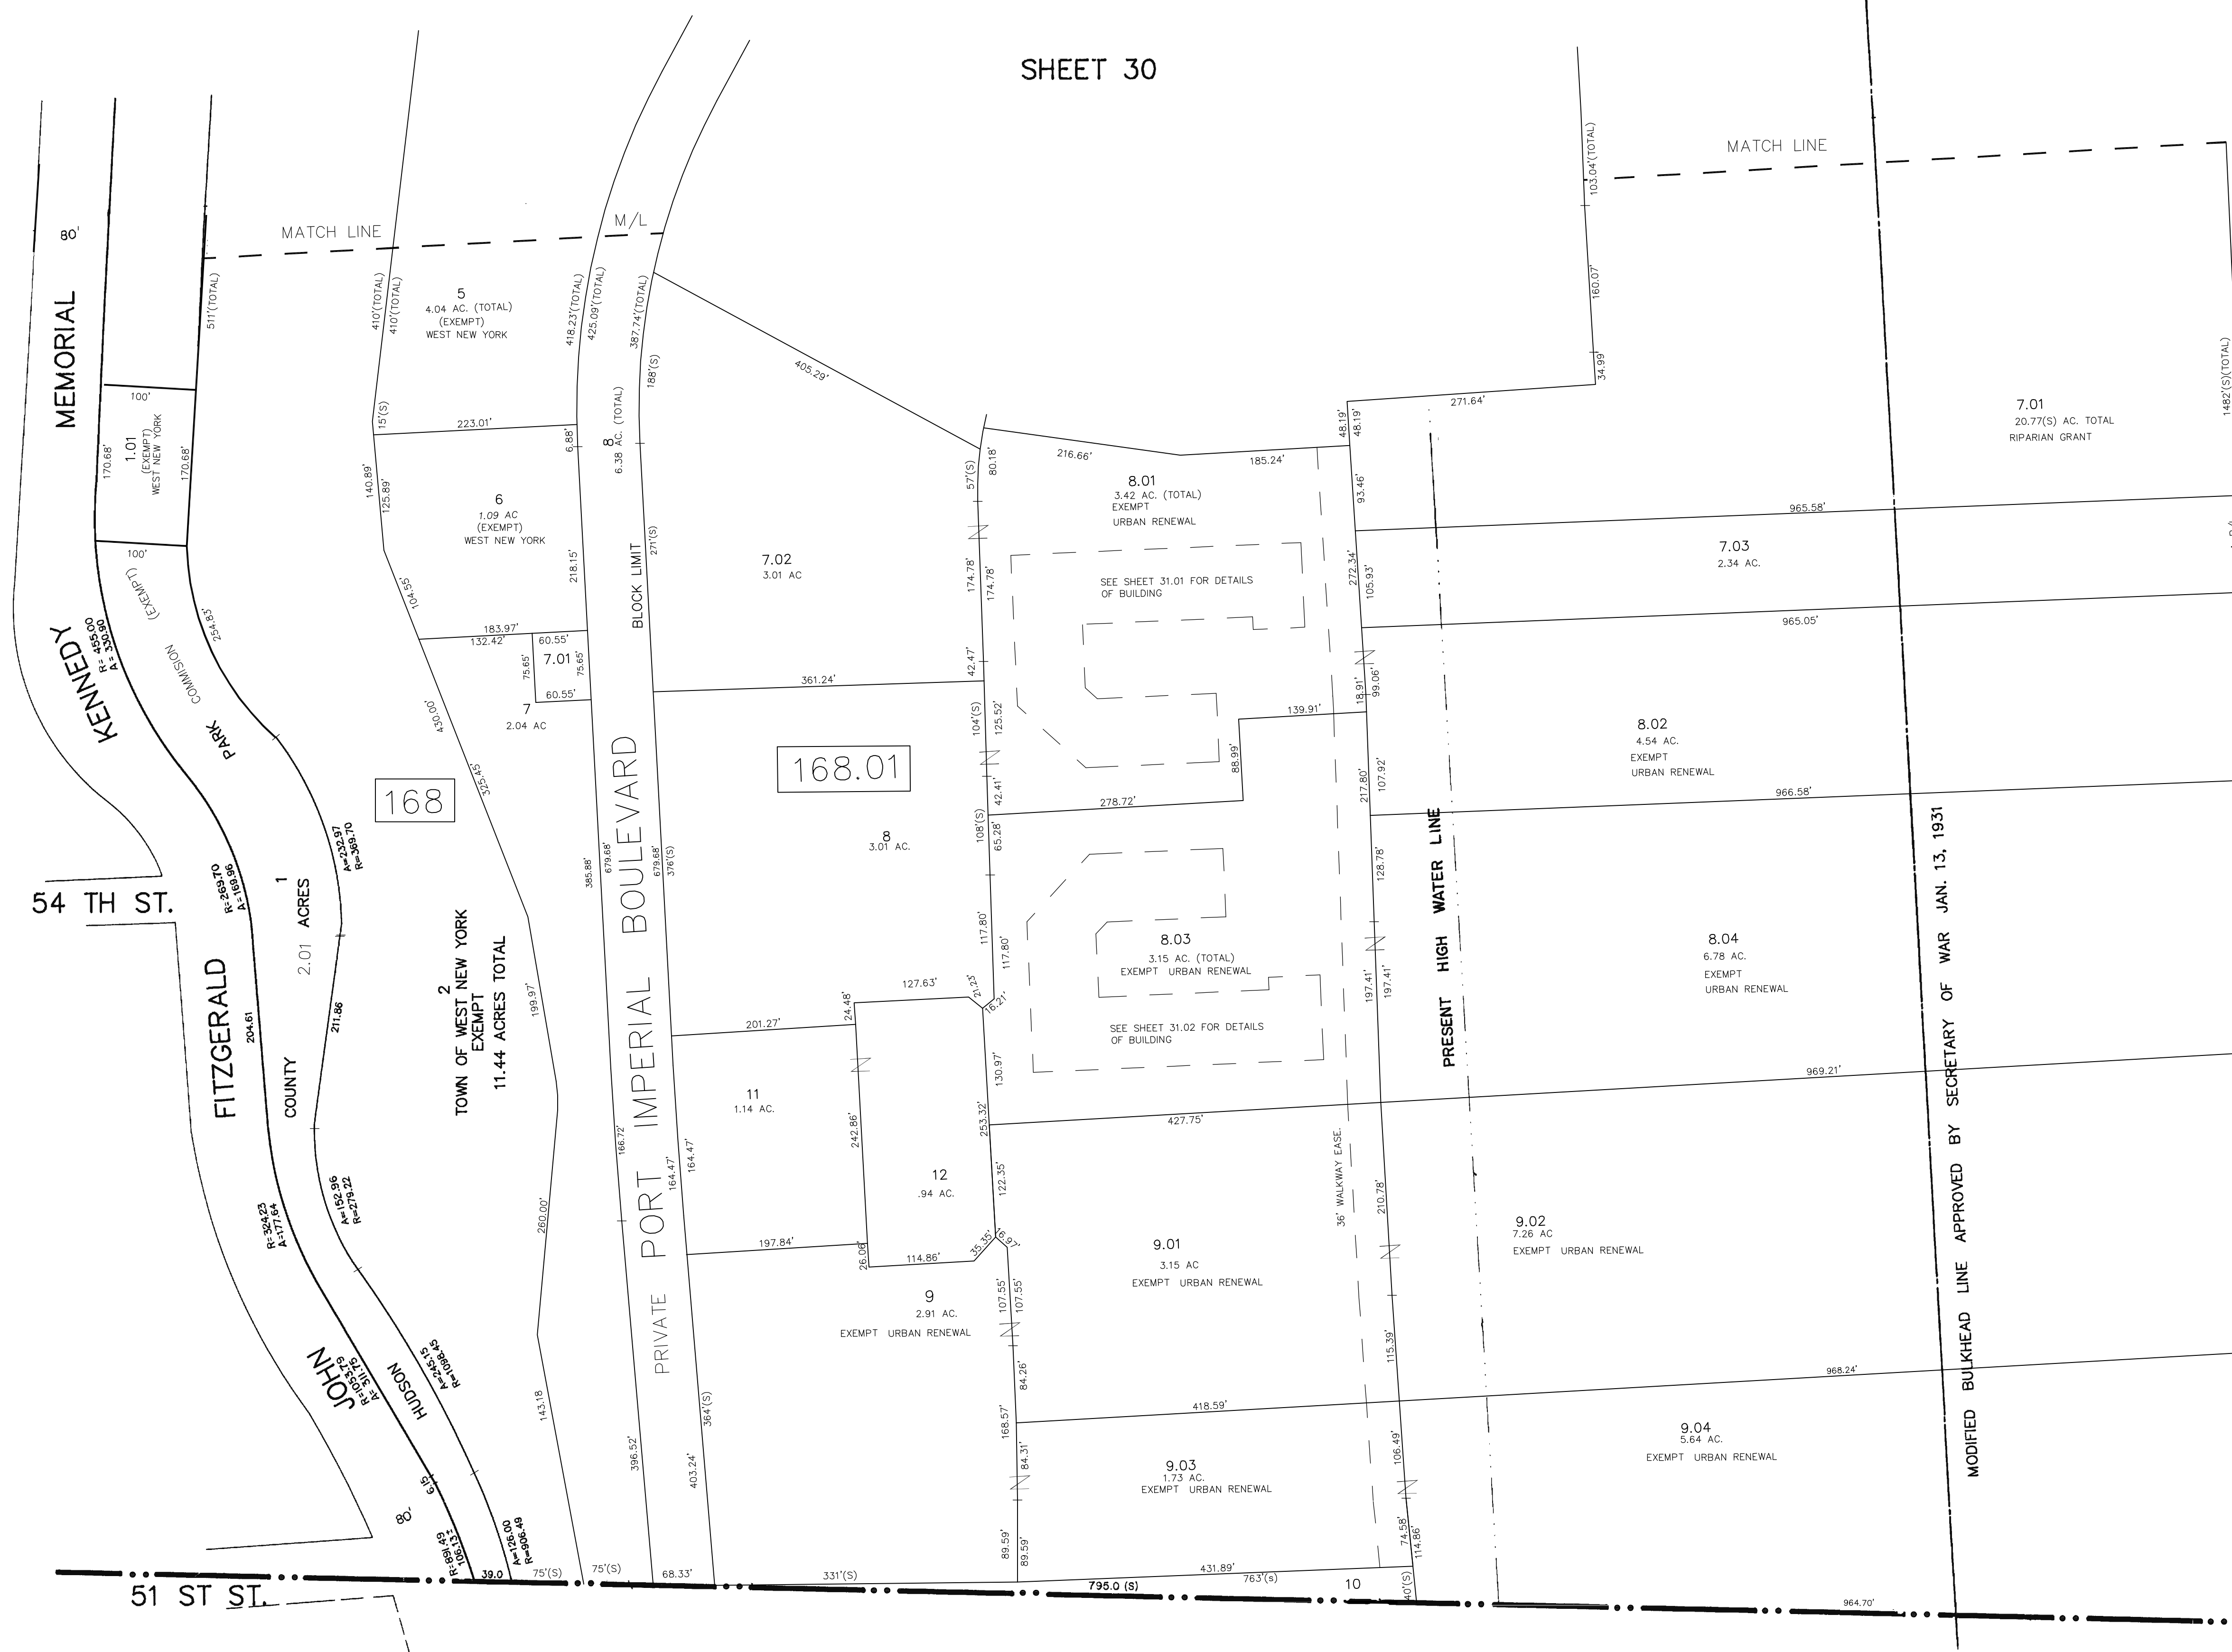 SHEET 30
MATCH LINE
MATCH LINE
M/L
103.04'(TOTAL)
160.07'
34.99'
1482'(S)(TOTAL)
80'
MEMORIAL
KENNEDY
FITZGERALD
JOHN
511'(TOTAL)
410'(TOTAL)
410'(TOTAL)
5
4.04 AC. (TOTAL)
(EXEMPT)
WEST NEW YORK
418.23'(TOTAL)
425.09'(TOTAL)
387.74'(TOTAL)
188'(S)
405.29'
271.64'
48.19'
48.19'
7.01
20.77(S) AC. TOTAL
RIPARIAN GRANT
100'
1.01
(EXEMPT)
WEST NEW YORK
170.68'
170.68'
100'
15'(S)
223.01'
6.88'
8
6.38 AC. (TOTAL)
140.89'
125.89'
6
1.09 AC
(EXEMPT)
WEST NEW YORK
218.15'
104.55'
BLOCK LIMIT
271'(S)
7.02
3.01 AC
57'(S)
80.18'
216.66'
185.24'
8.01
3.42 AC. (TOTAL)
EXEMPT
URBAN RENEWAL
93.46'
965.58'
7.03
2.34 AC.
174.78'
174.78'
SEE SHEET 31.01 FOR DETAILS
OF BUILDING
272.34'
105.93'
965.05'
(EXEMPT)
COMMISION
PARK
254.83'
R= 455.00
A= 330.90
183.97'
132.42'
60.55'
7.01
75.65'
75.65'
60.55'
7
2.04 AC
430.00'
325.45'
42.47'
361.24'
104'(S)
125.52'
18.91'
99.06'
139.91'
88.99'
8.02
4.54 AC.
EXEMPT
URBAN RENEWAL
168
168.01
42.41'
278.72'
217.80'
107.92'
966.58'
108'(S)
65.28'
8
3.01 AC.
128.78'
A=232.97
R=369.70
385.88'
679.68'
679.68'
376'(S)
PRIVATE PORT IMPERIAL BOULEVARD
54 TH ST.
R=269.70
A=169.96
1
2.01 ACRES
COUNTY
HUDSON
2
TOWN OF WEST NEW YORK
EXEMPT
11.44 ACRES TOTAL
199.97'
204.61
211.86
117.80'
117.80'
8.03
3.15 AC. (TOTAL)
EXEMPT URBAN RENEWAL
SEE SHEET 31.02 FOR DETAILS
OF BUILDING
197.41'
197.41'
PRESENT HIGH WATER LINE
8.04
6.78 AC.
EXEMPT
URBAN RENEWAL
MODIFIED BULKHEAD LINE APPROVED BY SECRETARY OF WAR JAN. 13, 1931
127.63'
21.23'
16.21'
24.48'
201.27'
130.97'
969.21'
11
1.14 AC.
242.86'
253.32'
427.75'
166.72'
164.47'
164.47'
12
.94 AC.
122.35'
36' WALKWAY EASE.
210.78'
A=152.96
R=279.22
R=324.23
A=177.64
260.00'
197.84'
26.06'
114.86'
35.35'
16.97'
9.01
3.15 AC
EXEMPT URBAN RENEWAL
9.02
7.26 AC
EXEMPT URBAN RENEWAL
9
2.91 AC.
EXEMPT URBAN RENEWAL
107.55'
107.55'
115.39'
84.26'
968.24'
R=1053.79
A= 311.75
A=245.15
R=1098.45
143.18
364'(S)
168.57'
418.59'
396.52'
403.24'
84.31'
106.49'
9.03
1.73 AC.
EXEMPT URBAN RENEWAL
9.04
5.64 AC.
EXEMPT URBAN RENEWAL
6.15
80'
R=891.49
106.13±
A=126.00
R=906.49
89.59'
89.59'
74.58'
114.86'
39.0
75'(S)
75'(S)
68.33'
331'(S)
431.89'
795.0 (S)
763'(s)
10
40'(S)
964.70'
51 ST ST.